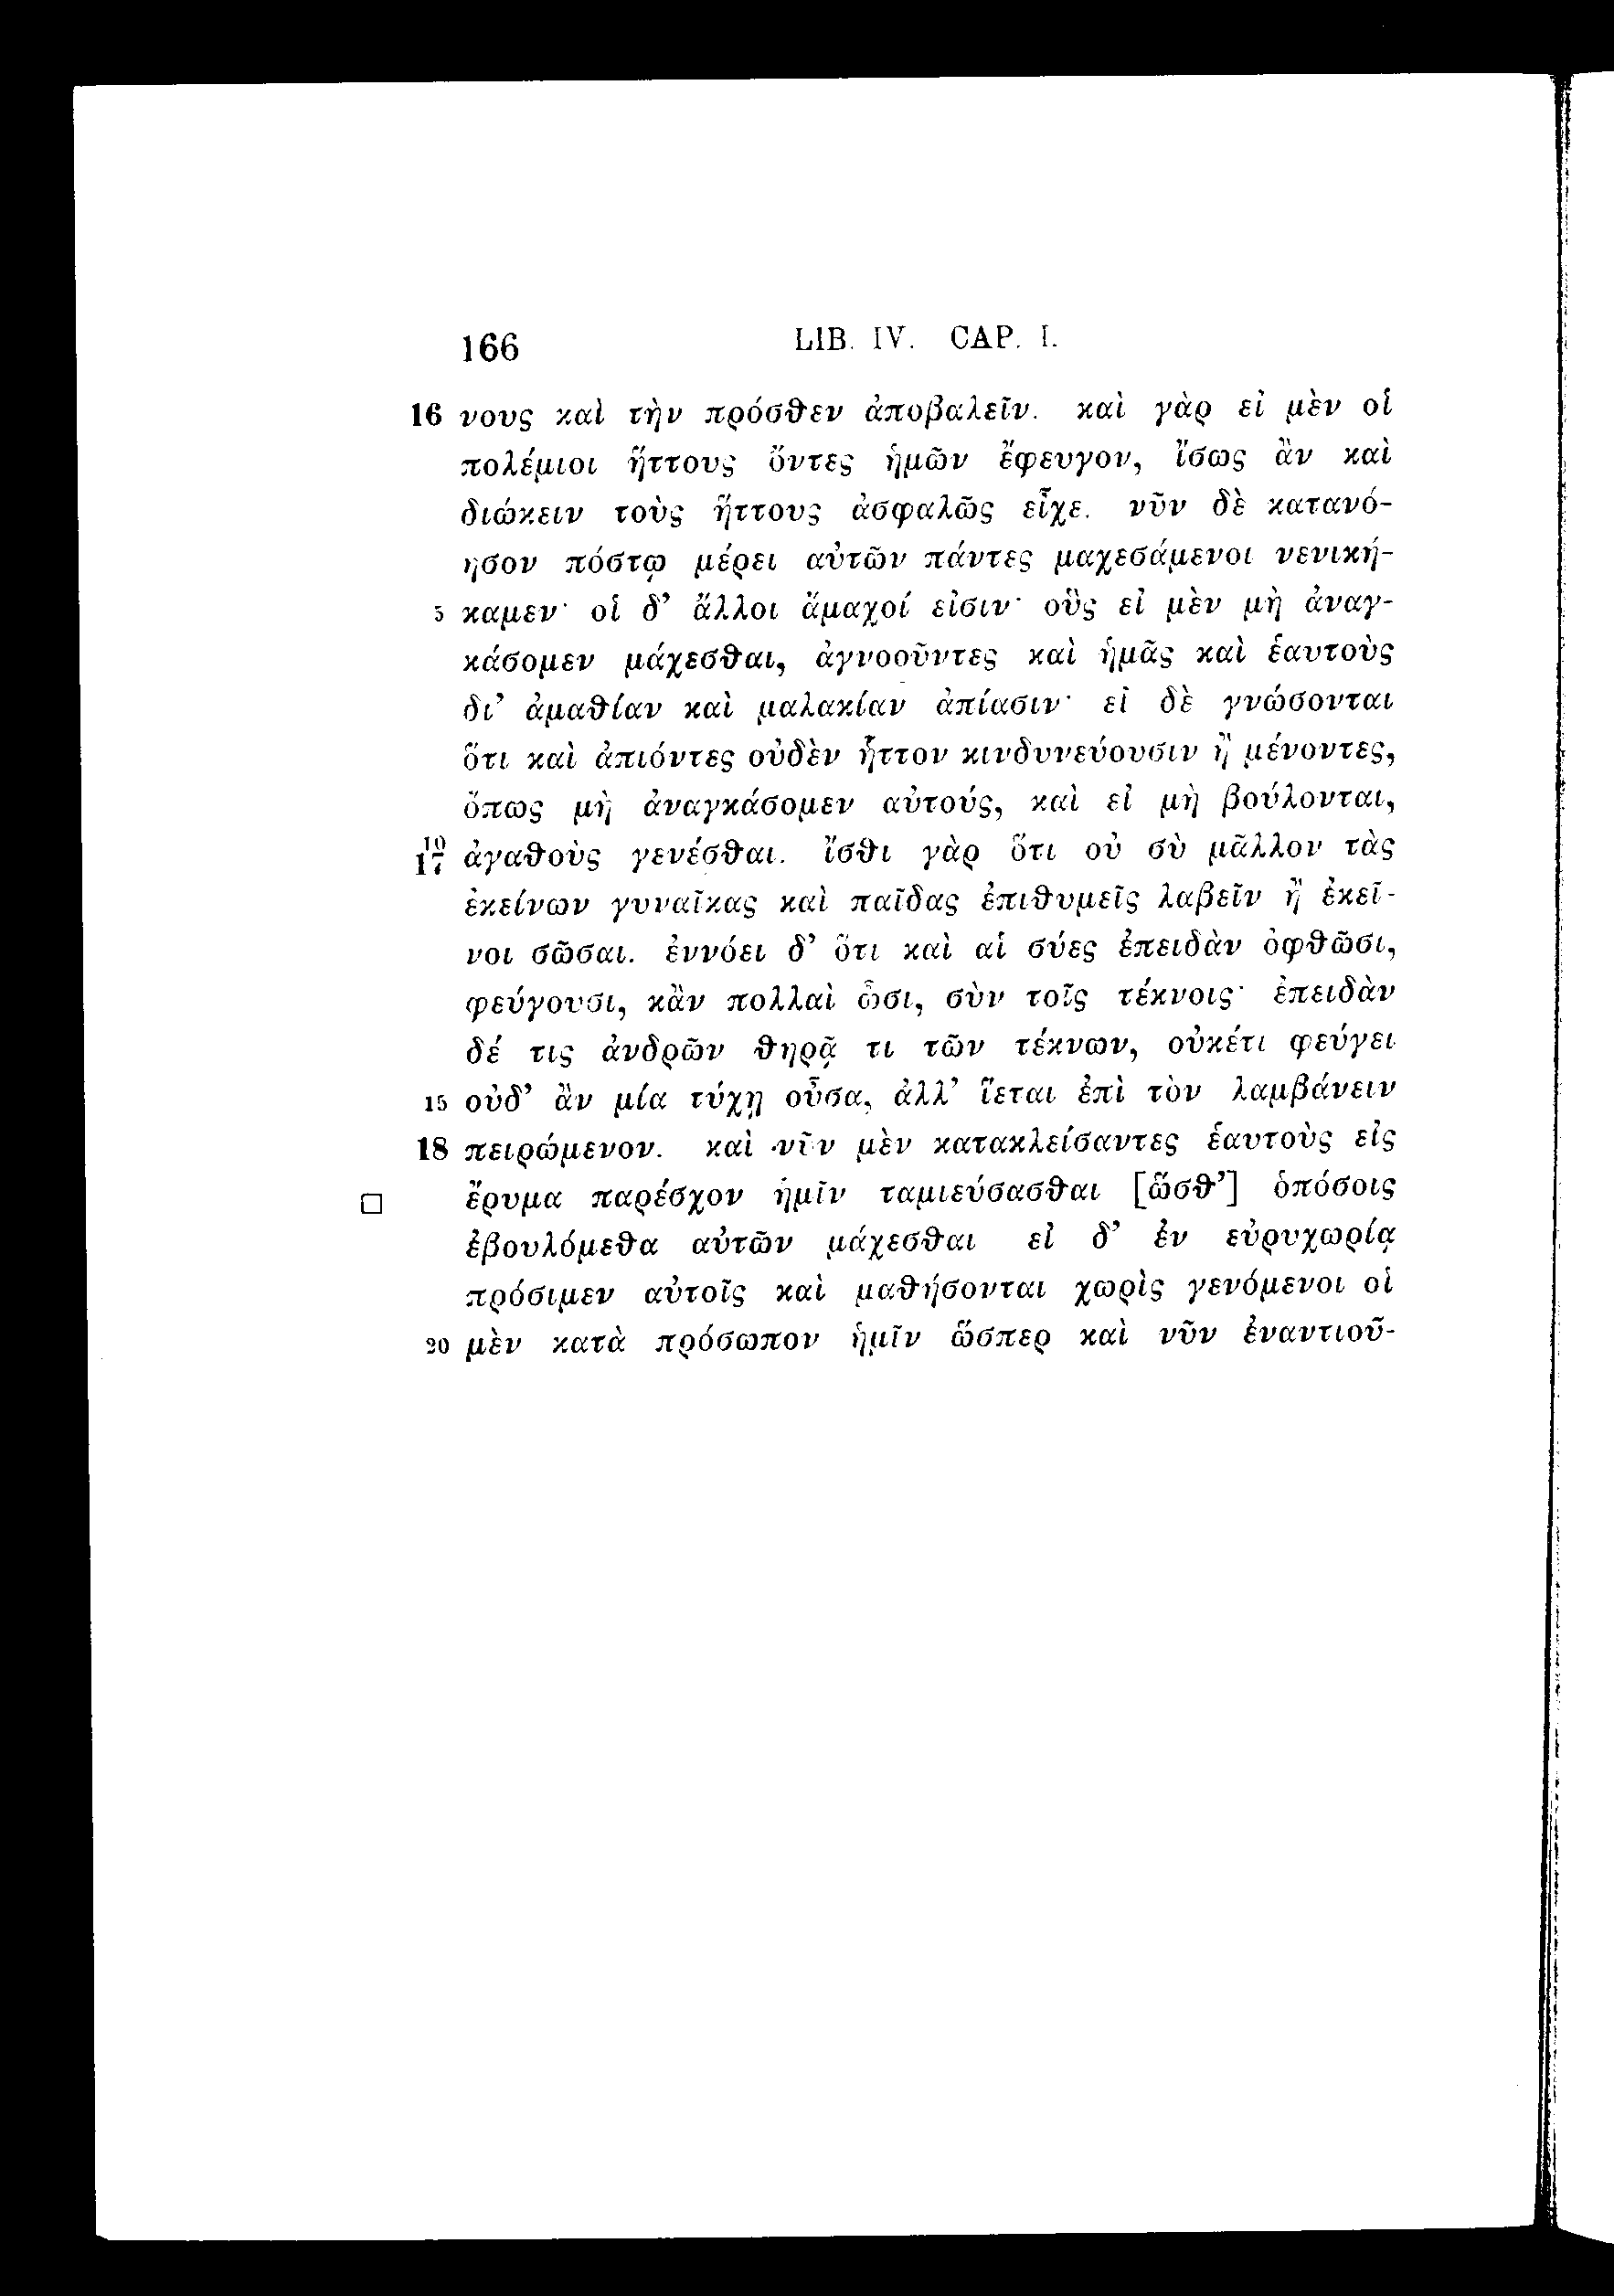 166 LIB. IV. CAP. I.
16 νους καὶ τὴν πρόσθεν ἀποβαλεῖν. καὶ γὰρ εἰ μὲν οἱ
πολέμιοι ἥττους ὄντες ἡμῶν ἔφευγον, ἴσως ἂν καὶ
διώκειν τοὺς ἥττους ἀσφαλῶς εἶχε. νῦν δὲ κατανό-
ησον πόστῳ μέρει αὐτῶν πάντες μαχεσάμενοι νενική-
5 καμεν· οἱ δ’ ἄλλοι ἄμαχοί εἰσιν· οὓς εἰ μὲν μὴ ἀναγ-
κάσομεν μάχεσθαι, ἀγνοοῦντες καὶ ἡμᾶς καὶ ἑαυτοὺς
δι’ ἀμαθίαν καὶ μαλακίαν ἀπίασιν· εἰ δὲ γνώσονται
ὅτι καὶ ἀπιόντες οὐδὲν ἧττον κινδυνεύουσιν ἢ μένοντες,
ὅπως μὴ ἀναγκάσομεν αὐτούς, καὶ εἰ μὴ βούλονται,
10 17 ἀγαθοὺς γενέσθαι. ἴσθι γὰρ ὅτι οὐ σὺ μᾶλλον τὰς
ἐκείνων γυναῖκας καὶ παῖδας ἐπιθυμεῖς λαβεῖν ἢ ἐκεῖ-
νοι σῶσαι. ἐννόει δ’ ὅτι καὶ αἱ σύες ἐπειδὰν ὀφθῶσι,
φεύγουσι, κἂν πολλαὶ ὦσι, σὺν τοῖς τέκνοις· ἐπειδὰν
δέ τις ἀνδρῶν θηρᾷ τι τῶν τέκνων, οὐκέτι φεύγει
15 οὐδ’ ἂν μία τύχῃ οὖσα, ἀλλ’ ἵεται ἐπὶ τὸν λαμβάνειν
18 πειρώμενον. καὶ νῦν μὲν κατακλείσαντες ἑαυτοὺς εἰς
ἔρυμα παρέσχον ἡμῖν ταμιεύσασθαι [ὥσθ’] ὁπόσοις
ἐβουλόμεθα αὐτῶν μάχεσθαι εἰ δ’ ἐν εὐρυχωρίᾳ
πρόσιμεν αὐτοῖς καὶ μαθήσονται χωρὶς γενόμενοι οἱ
20 μὲν κατὰ πρόσωπον ἡμῖν ὥσπερ καὶ νῦν ἐναντιοῦ-